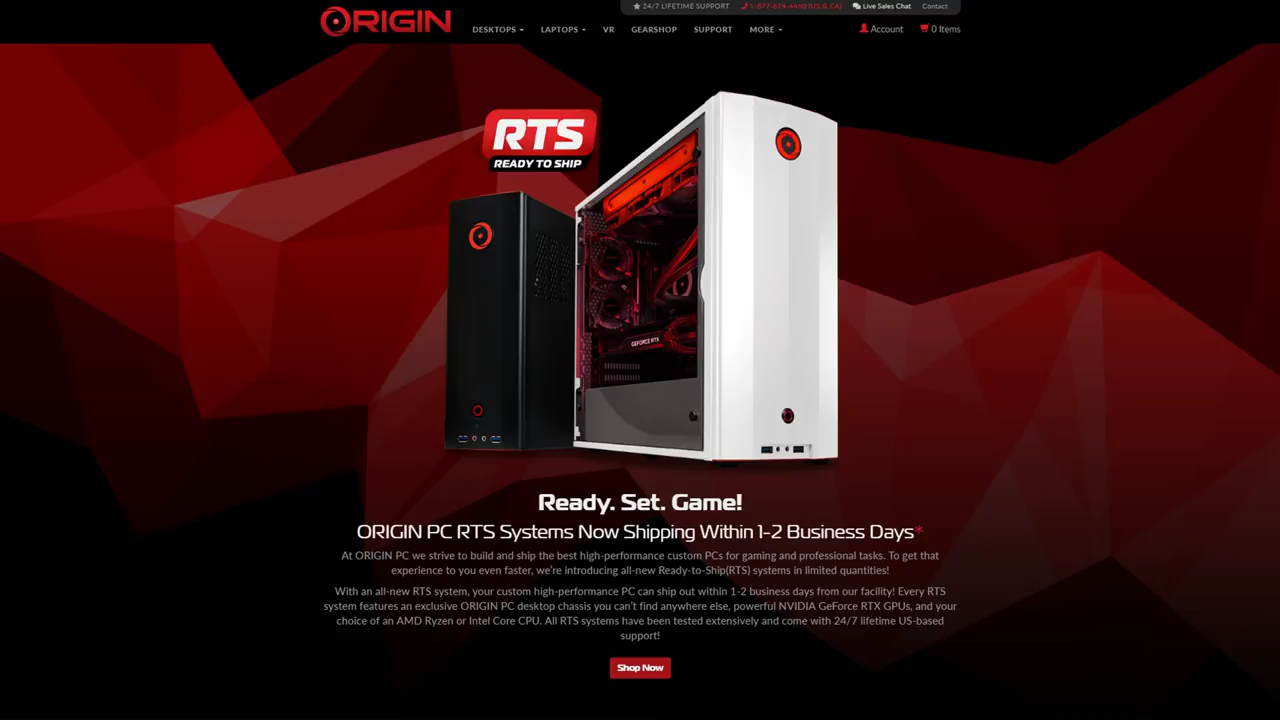 24/7 LIFETIME SUPPORT
Live Sales Chat
Contact
ORIGIN
DESKTOPS
LAPTOPS
VR
GEARSHOP
SUPPORT
MORE
Account
0 Items
RTS
READY TO SHIP
GEFORCE RTX
Ready. Set. Game!
ORIGIN PC RTS Systems Now Shipping Within 1-2 Business Days*
At ORIGIN PC we strive to build and ship the best high-performance custom PCs for gaming and professional tasks. To get that
experience to you even faster, we're introducing all-new Ready-to-Ship(RTS) systems in limited quantities!
With an all-new RTS system, your custom high-performance PC can ship out within 1-2 business days from our facility! Every RTS
system features an exclusive ORIGIN PC desktop chassis you can't find anywhere else, powerful NVIDIA GeForce RTX GPUs, and your
choice of an AMD Ryzen or Intel Core CPU. All RTS systems have been tested extensively and come with 24/7 lifetime US-based
support!
Shop Now